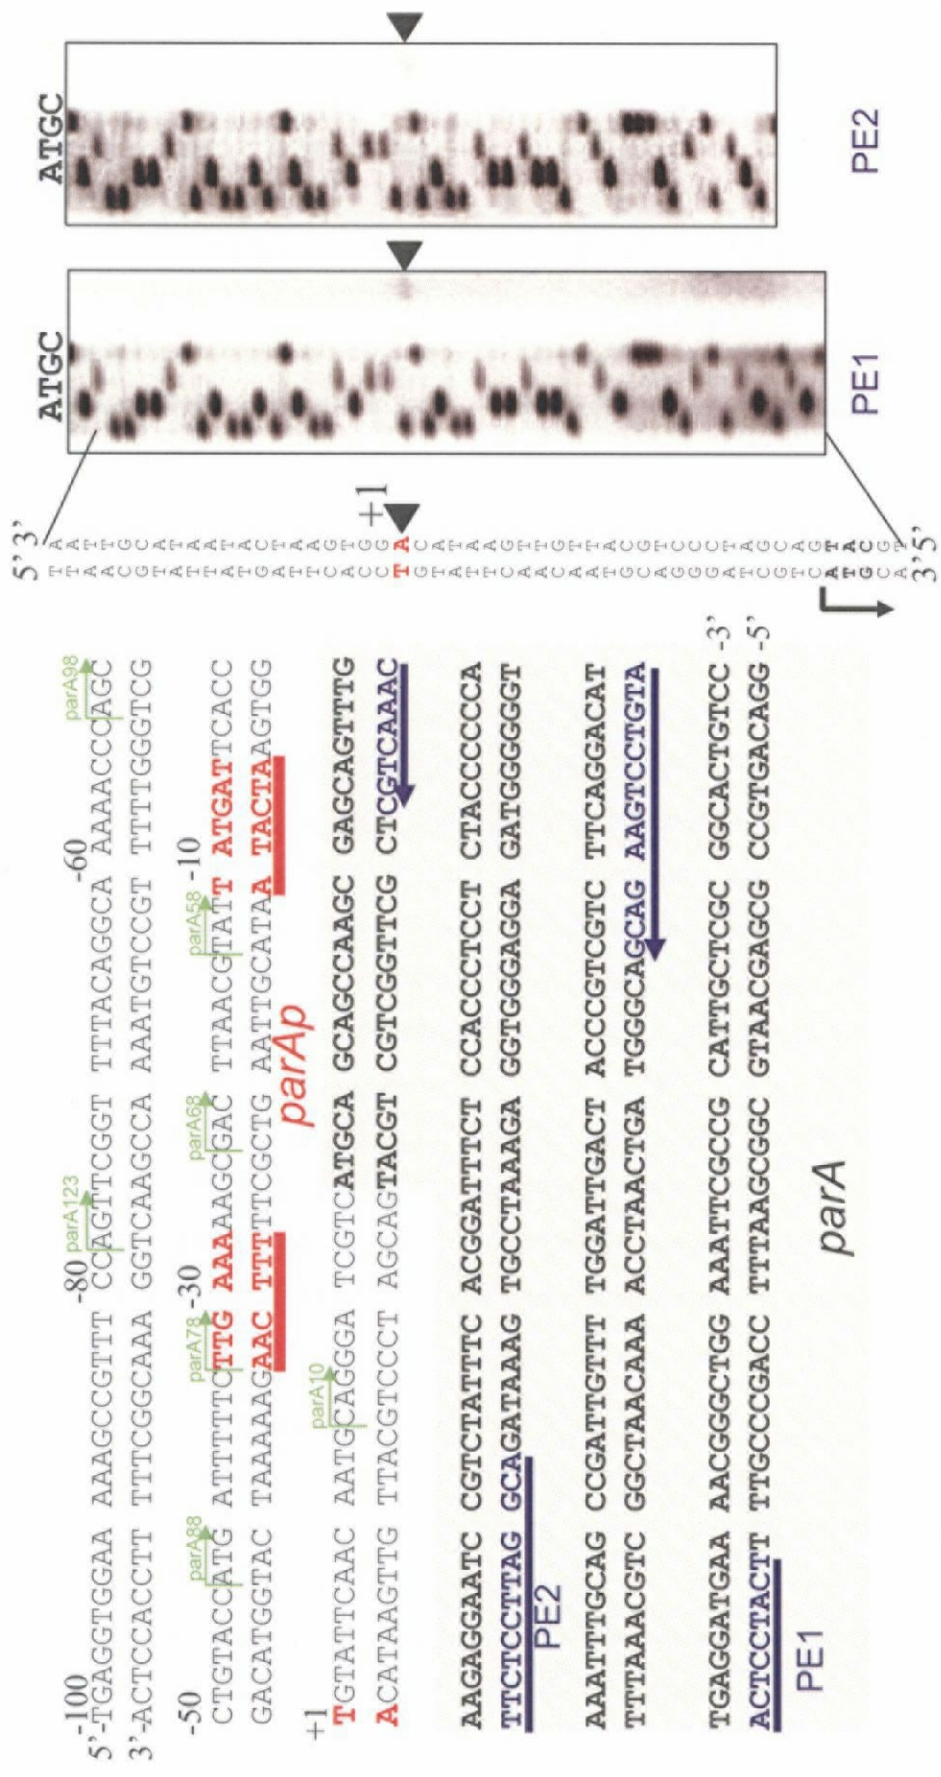 parA123 parA98
-100 -80 -60
5'-TGAGGTGGAA AAAGCCGTTT CCAGTTCGGT TTTACAGGCA AAAACCCAGC
3'-ACTCCACCTT TTTCGGCAAA GGTCAAGCCA AAATGTCCGT TTTTGGGTCG
parA88 parA78 parA68 parA58
-50 -30 -10
CTGTACCATG ATTTTTCTTG AAAAAGCGAC TTAACGTATT ATGATTCACC
GACATGGTAC TAAAAAGAAC TTTTTCGCTG AATTGCATAA TACTAAGTGG
parAp
parA10
+1
TGTATTCAAC AATGCAGGGA TCGTCATGCA GCAGCCAAGC GAGCAGTTTG
ACATAAGTTG TTACGTCCCT AGCAGTACGT CGTCGGTTCG CTCGTCAAAC
AAGAGGAATC CGTCTATTTC ACGGATTTCT CCACCCTCCT CTACCCCCCA
TTCTCCTTAG GCAGATAAAG TGCCTAAAGA GGTGGGAGGA GATGGGGGGT
PE2
AAATTTGCAG CCGATTGTTT TGGATTGACT ACCCGTCGTC TTCAGGACAT
TTTAAACGTC GGCTAACAAA ACCTAACTGA TGGGCAGCAG AAGTCCTGTA
TGAGGATGAA AACGGGCTGG AAATTCGCCG CATTGCTCGC GGCACTGTCC -3'
ACTCCTACTT TTGCCCGACC TTTAAGCGGC GTAACGAGCG CCGTGACAGG -5'
PE1
parA
5' 3'
T A
T A
A T
A T
C G
G C
T A
A T
T A
T A
A T
T A
G C
A T
T A
T A
C G
A T
C G
C G
+1
T A
G C
T A
A T
T A
T A
C G
A T
A T
C G
A T
A T
T A
G C
C G
A T
G C
G C
G C
A T
T A
C G
G C
T A
C G
A T
T A
G C
C G
A T
3' 5'
ATGC
PE1
ATGC
PE2